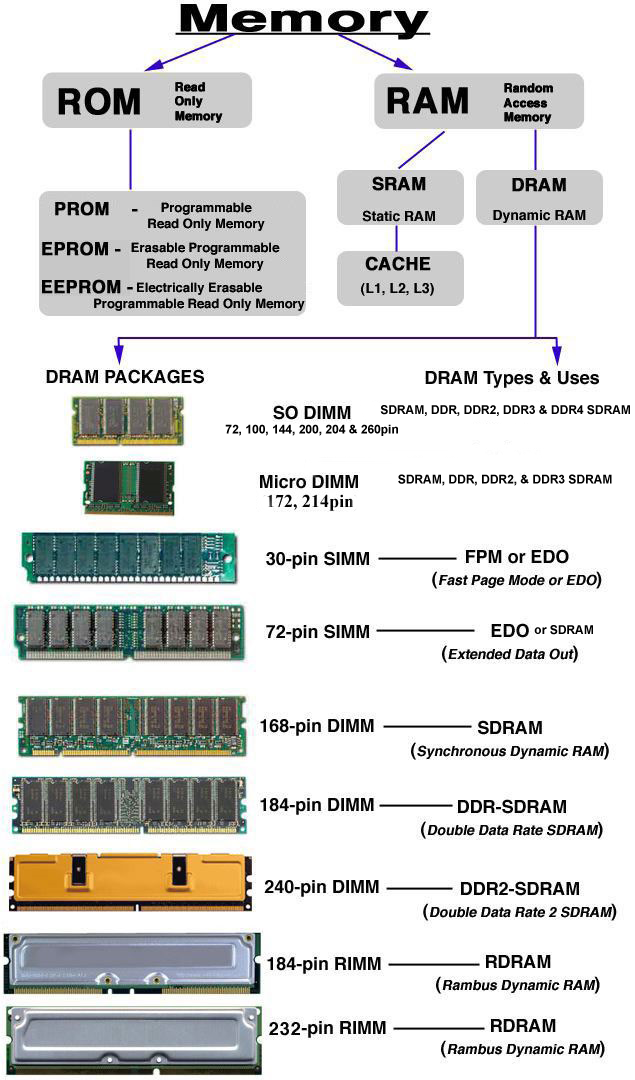 Memory
ROM Read
Only
Memory
RAM Random
Access
Memory
PROM - Programmable
Read Only Memory
EPROM - Erasable Programmable
Read Only Memory
EEPROM - Electrically Erasable
Programmable Read Only Memory
SRAM
Static RAM
DRAM
Dynamic RAM
CACHE
(L1, L2, L3)
DRAM PACKAGES
DRAM Types & Uses
SO DIMM
72, 100, 144, 200, 204 & 260pin
SDRAM, DDR, DDR2, DDR3 & DDR4 SDRAM
Micro DIMM
172, 214pin
SDRAM, DDR, DDR2, & DDR3 SDRAM
30-pin SIMM
FPM or EDO
(Fast Page Mode or EDO)
72-pin SIMM
EDO or SDRAM
(Extended Data Out)
168-pin DIMM
SDRAM
(Synchronous Dynamic RAM)
184-pin DIMM
DDR-SDRAM
(Double Data Rate SDRAM)
240-pin DIMM
DDR2-SDRAM
(Double Data Rate 2 SDRAM)
184-pin RIMM
RDRAM
(Rambus Dynamic RAM)
232-pin RIMM
RDRAM
(Rambus Dynamic RAM)